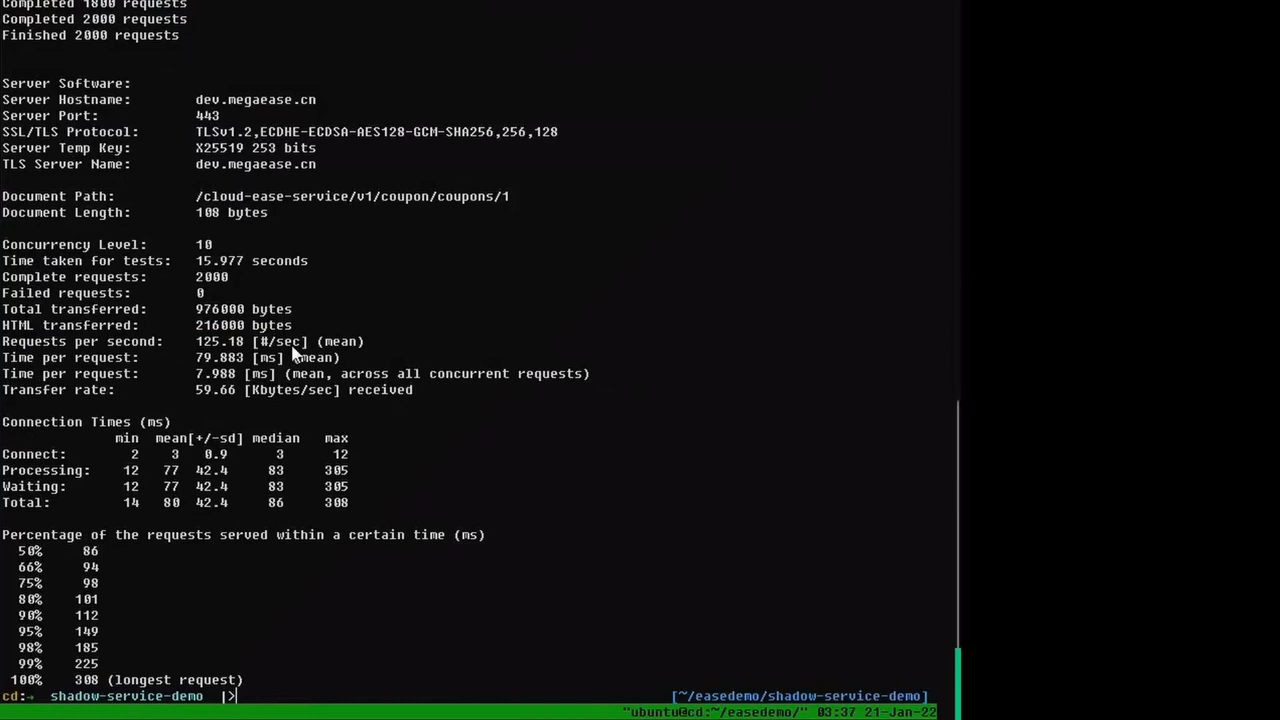 Completed 1800 requests
Completed 2000 requests
Finished 2000 requests
Server Software:
Server Hostname: dev.megaease.cn
Server Port: 443
SSL/TLS Protocol: TLSv1.2,ECDHE-ECDSA-AES128-GCM-SHA256,256,128
Server Temp Key: X25519 253 bits
TLS Server Name: dev.megaease.cn
Document Path: /cloud-ease-service/v1/coupon/coupons/1
Document Length: 108 bytes
Concurrency Level: 10
Time taken for tests: 15.977 seconds
Complete requests: 2000
Failed requests: 0
Total transferred: 976000 bytes
HTML transferred: 216000 bytes
Requests per second: 125.18 [#/sec] (mean)
Time per request: 79.883 [ms] (mean)
Time per request: 7.988 [ms] (mean, across all concurrent requests)
Transfer rate: 59.66 [Kbytes/sec] received
Connection Times (ms)
min mean[+/-sd] median max
Connect: 2 3 0.9 3 12
Processing: 12 77 42.4 83 305
Waiting: 12 77 42.4 83 305
Total: 14 80 42.4 86 308
Percentage of the requests served within a certain time (ms)
50% 86
66% 94
75% 98
80% 101
90% 112
95% 149
98% 185
99% 225
100% 308 (longest request)
cd:→ shadow-service-demo |> [~/easedemo/shadow-service-demo]
"ubuntu@cd:~/easedemo/" 03:37 21-Jan-22